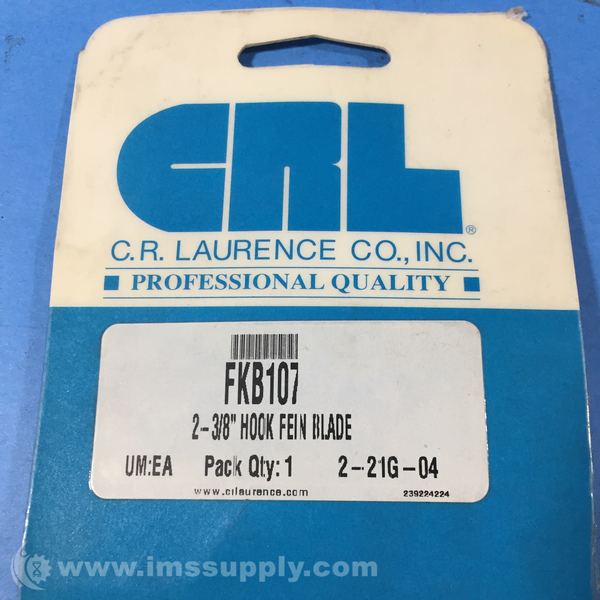 CRL®
C.R. LAURENCE CO., INC.
■ PROFESSIONAL QUALITY ■
FKB107
2-3/8" HOOK FEIN BLADE
UM:EA Pack Qty: 1 2-21G-04
www.crlaurence.com 239224224
www.imssupply.com